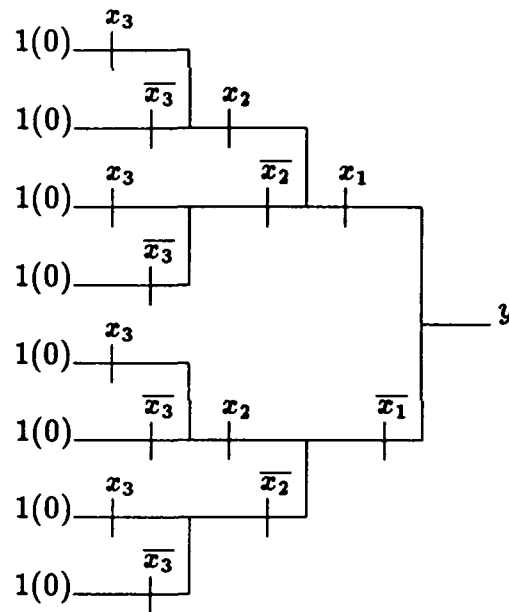 x₃
1(0)
x̅₃ x₂
1(0)
x₃ x̅₂ x₁
1(0)
x̅₃
1(0)
y
x₃
1(0)
x̅₃ x₂ x̅₁
1(0)
x₃ x̅₂
1(0)
x̅₃
1(0)